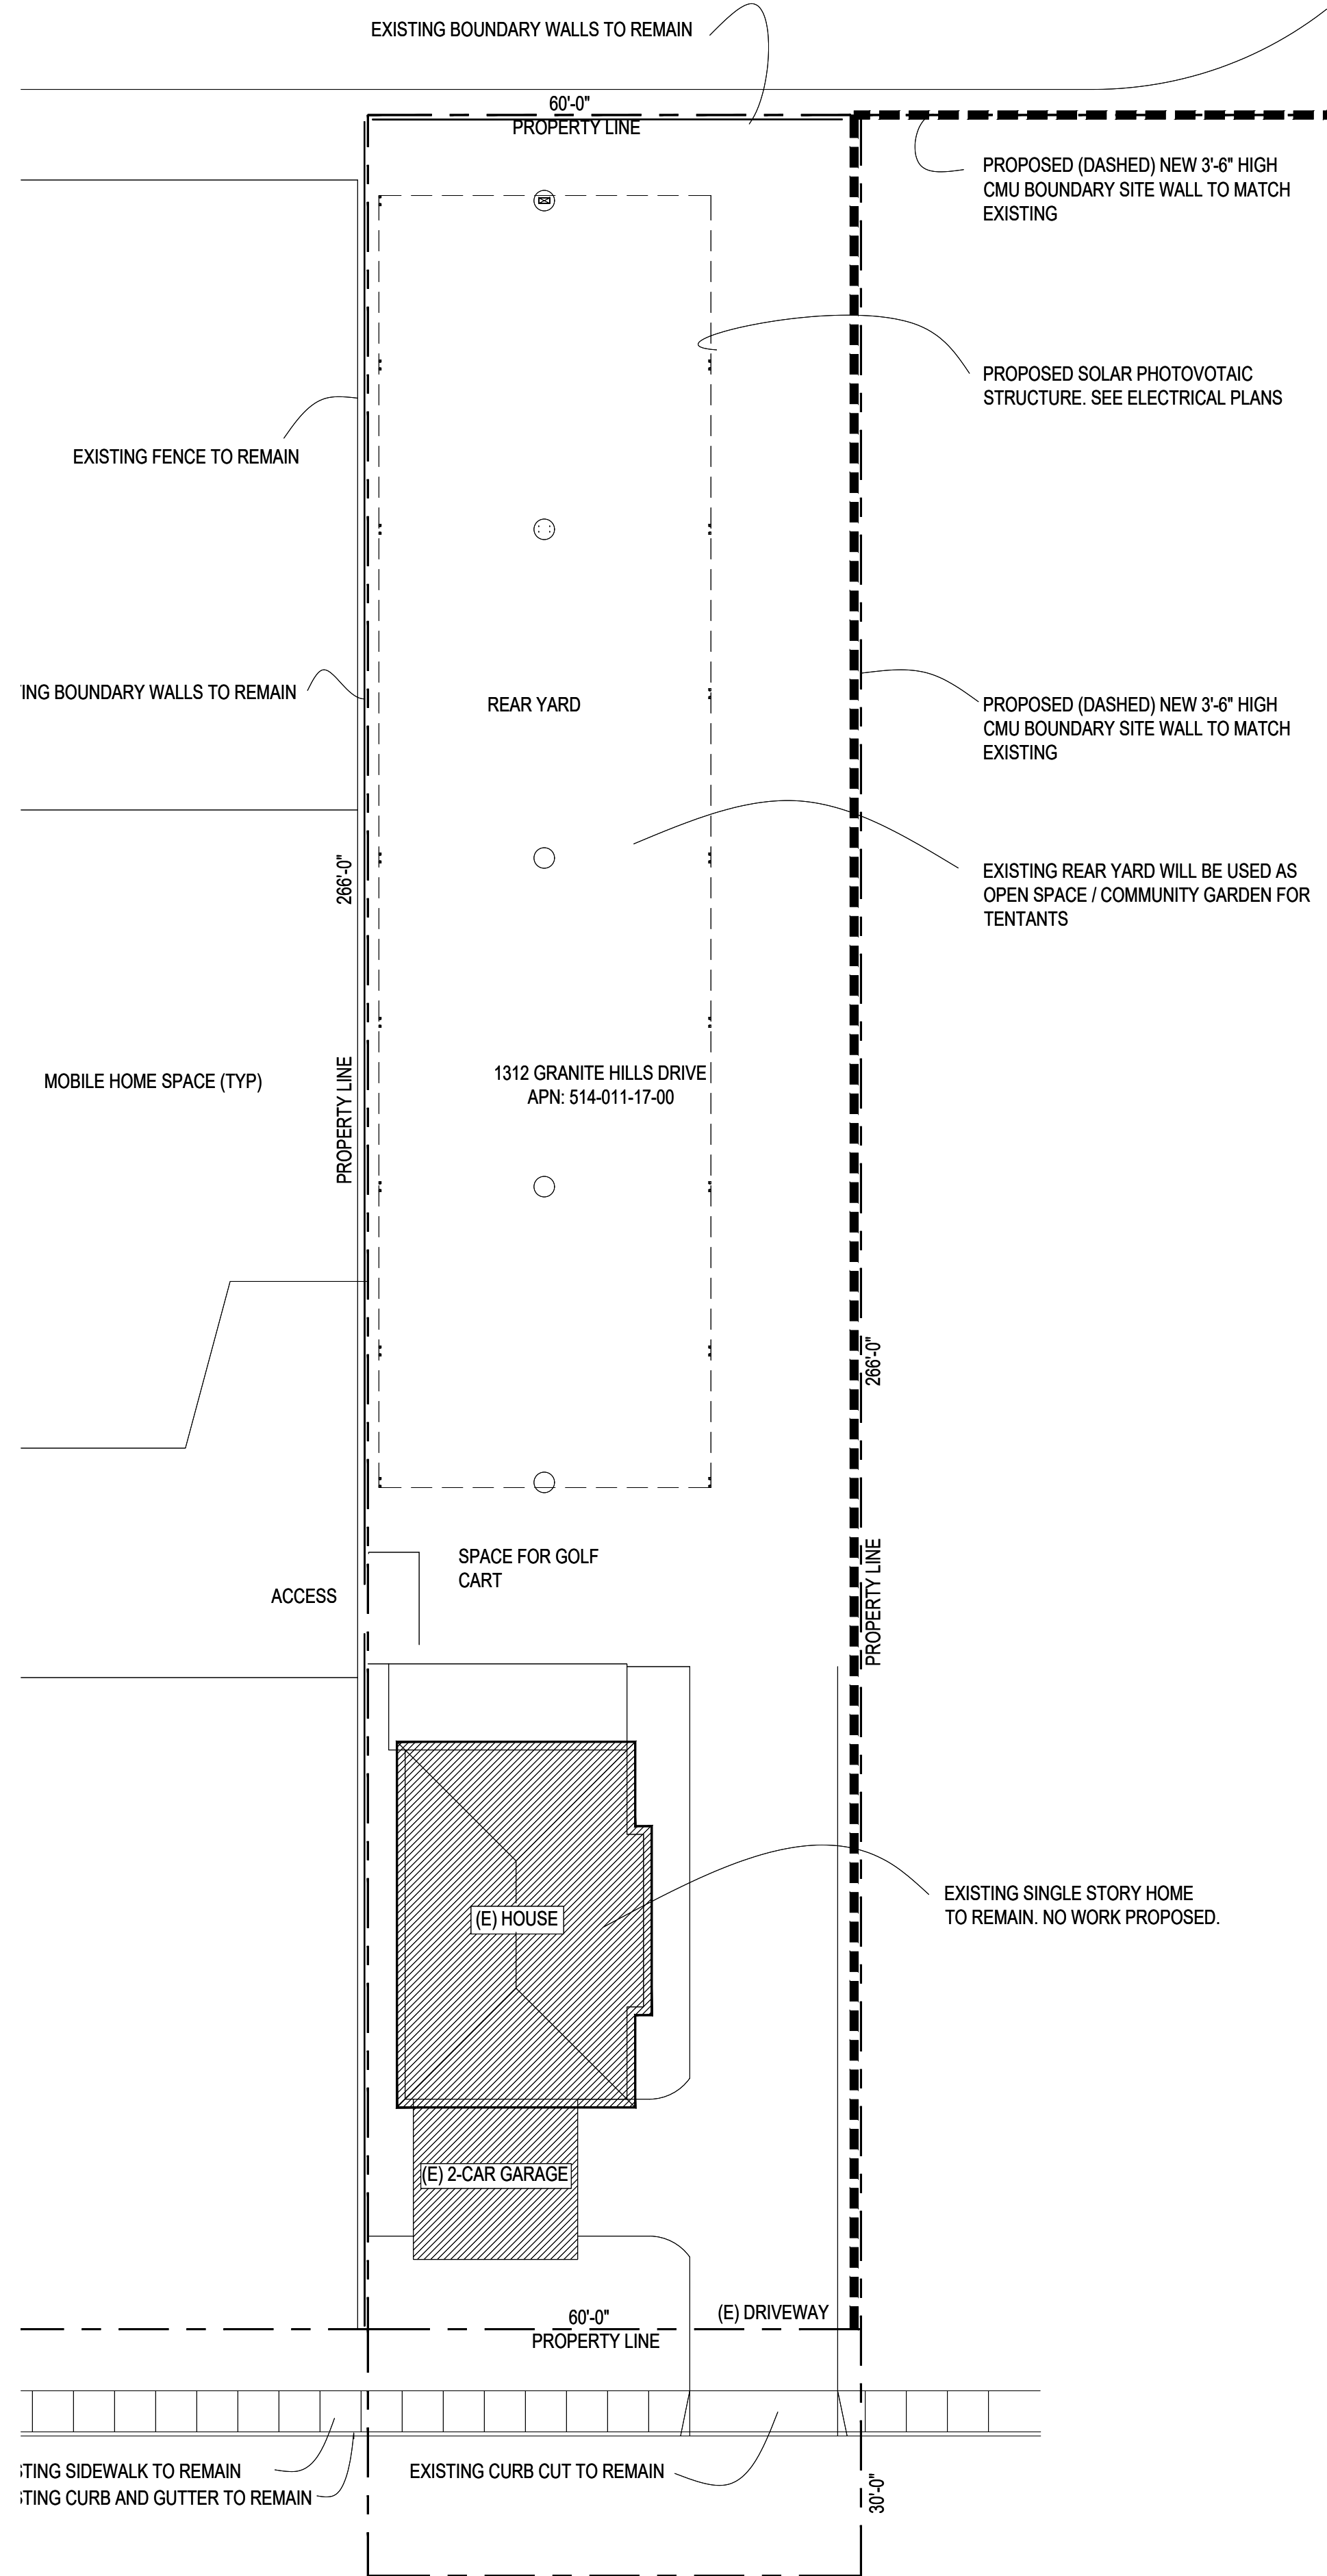 EXISTING BOUNDARY WALLS TO REMAIN
60'-0"
PROPERTY LINE
PROPOSED (DASHED) NEW 3'-6" HIGH
CMU BOUNDARY SITE WALL TO MATCH
EXISTING
PROPOSED SOLAR PHOTOVOTAIC
STRUCTURE. SEE ELECTRICAL PLANS
EXISTING FENCE TO REMAIN
BOUNDARY WALLS TO REMAIN
REAR YARD
PROPOSED (DASHED) NEW 3'-6" HIGH
CMU BOUNDARY SITE WALL TO MATCH
EXISTING
266'-0"
EXISTING REAR YARD WILL BE USED AS
OPEN SPACE / COMMUNITY GARDEN FOR
TENTANTS
MOBILE HOME SPACE (TYP)
PROPERTY LINE
1312 GRANITE HILLS DRIVE
APN: 514-011-17-00
266'-0"
SPACE FOR GOLF
CART
ACCESS
PROPERTY LINE
(E) HOUSE
EXISTING SINGLE STORY HOME
TO REMAIN. NO WORK PROPOSED.
(E) 2-CAR GARAGE
60'-0"
PROPERTY LINE
(E) DRIVEWAY
SIDEWALK TO REMAIN
CURB AND GUTTER TO REMAIN
EXISTING CURB CUT TO REMAIN
30'-0"